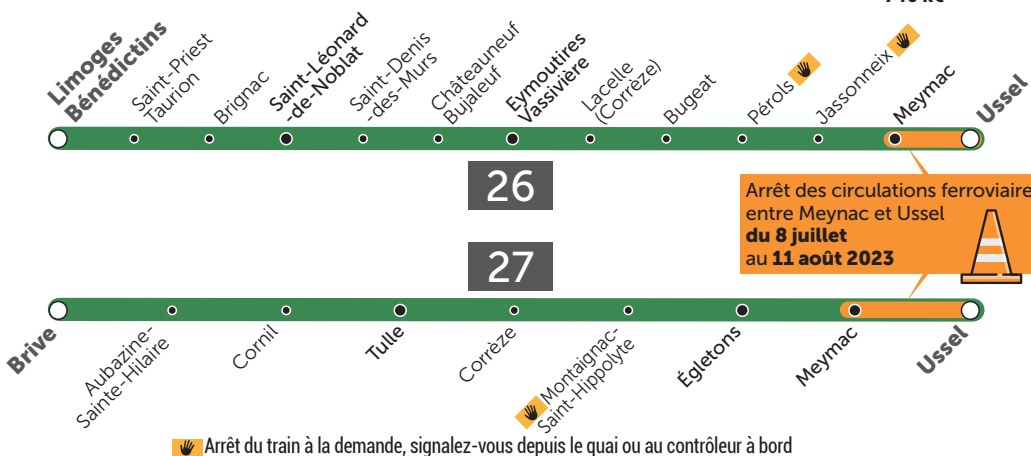 Limoges
Bénédictins
Saint-Priest
Taurion
Brignac
Saint-Léonard
-de-Noblat
Saint-Denis
-des-Murs
Châteauneuf
Bujaleuf
Eymoutiers
Vassivière
Lacelle
(Corrèze)
Bugeat
Pérols
Jassonneix
Meymac
Ussel
26
Arrêt des circulations ferroviaire
entre Meynac et Ussel
du 8 juillet
au 11 août 2023
27
Brive
Aubazine-
Sainte-Hilaire
Cornil
Tulle
Corrèze
Montaignac-
Saint-Hippolyte
Égletons
Meymac
Ussel
Arrêt du train à la demande, signalez-vous depuis le quai ou au contrôleur à bord